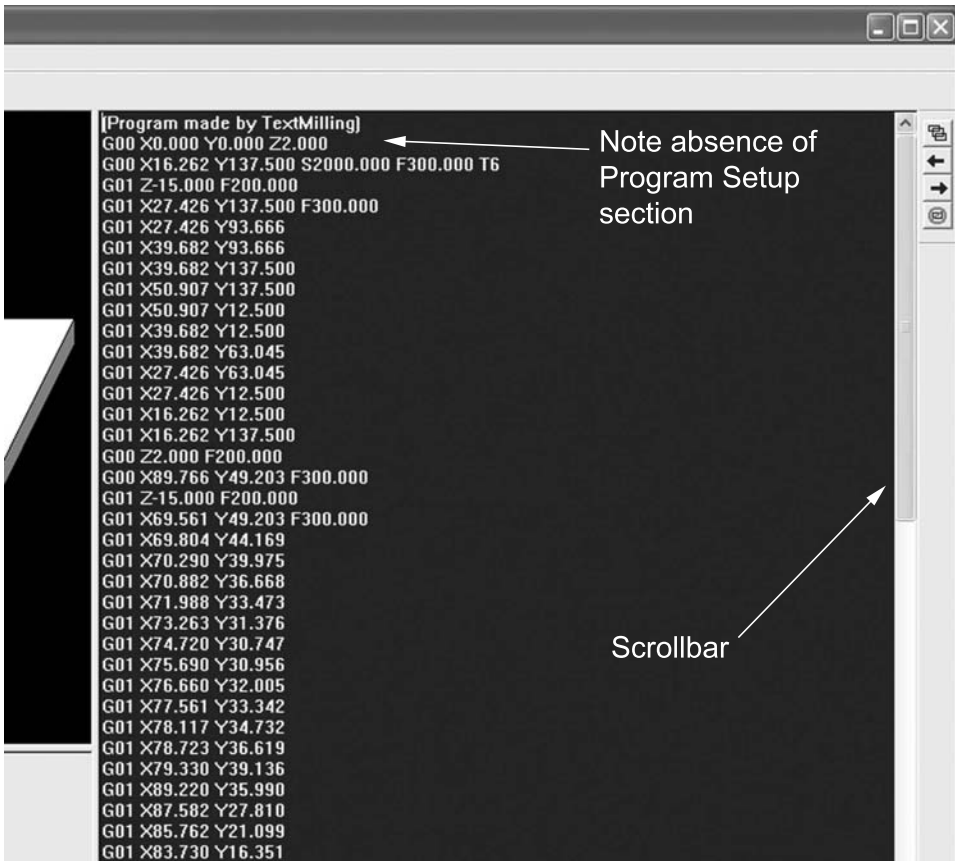 (Program made by TextMilling)
G00 X0.000 Y0.000 Z2.000
G00 X16.262 Y137.500 S2000.000 F300.000 T6
G01 Z-15.000 F200.000
G01 X27.426 Y137.500 F300.000
G01 X27.426 Y93.666
G01 X39.682 Y93.666
G01 X39.682 Y137.500
G01 X50.907 Y137.500
G01 X50.907 Y12.500
G01 X39.682 Y12.500
G01 X39.682 Y63.045
G01 X27.426 Y63.045
G01 X27.426 Y12.500
G01 X16.262 Y12.500
G01 X16.262 Y137.500
G00 Z2.000 F200.000
G00 X89.766 Y49.203 F300.000
G01 Z-15.000 F200.000
G01 X69.561 Y49.203 F300.000
G01 X69.804 Y44.169
G01 X70.290 Y39.975
G01 X70.882 Y36.668
G01 X71.988 Y33.473
G01 X73.263 Y31.376
G01 X74.720 Y30.747
G01 X75.690 Y30.956
G01 X76.660 Y32.005
G01 X77.561 Y33.342
G01 X78.117 Y34.732
G01 X78.723 Y36.619
G01 X79.330 Y39.136
G01 X89.220 Y35.990
G01 X87.582 Y27.810
G01 X85.762 Y21.099
G01 X83.730 Y16.351
Note absence of
Program Setup
section
Scrollbar